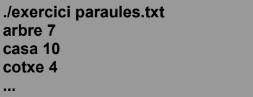 ./exercici paraules.txt
arbre 7
casa 10
cotxe 4
...